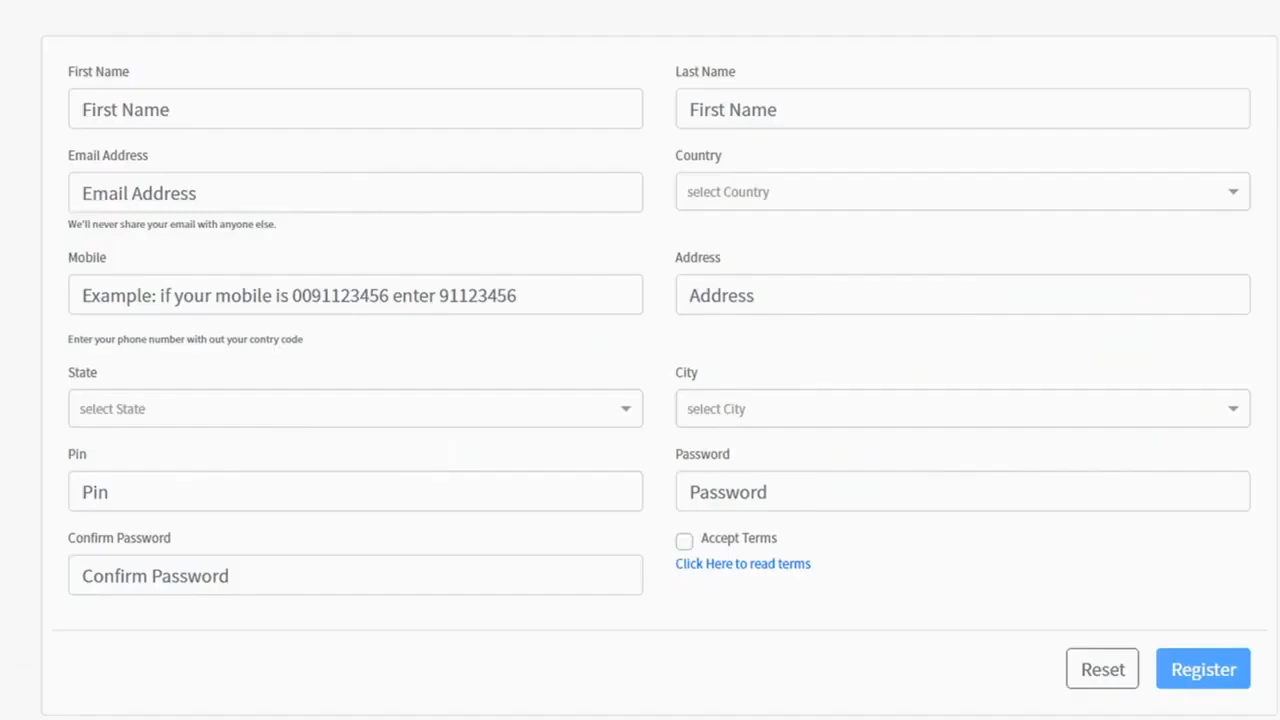 First Name
Last Name
First Name
First Name
Email Address
Country
Email Address
select Country
We'll never share your email with anyone else.
Mobile
Address
Example: if your mobile is 0091123456 enter 91123456
Address
Enter your phone number with out your contry code
State
City
select State
select City
Pin
Password
Pin
Password
Confirm Password
Accept Terms
Click Here to read terms
Confirm Password
Reset
Register